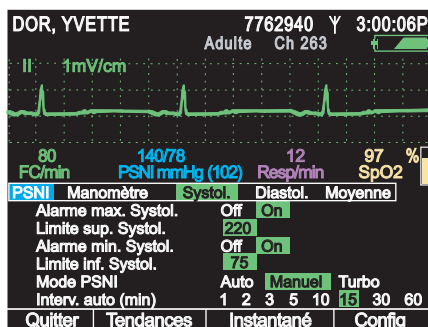 DOR, YVETTE 7762940 3:00:06P
Adulte Ch 263
II 1mV/cm
80 140/78 12 97 %
FC/min PSNI mmHg (102) Resp/min SpO2
PSNI Manomètre Systol. Diastol. Moyenne
Alarme max. Systol. Off On
Limite sup. Systol. 220
Alarme min. Systol. Off On
Limite inf. Systol. 75
Mode PSNI Auto Manuel Turbo
Interv. auto (min) 1 2 3 5 10 15 30 60
Quitter Tendances Instantané Config